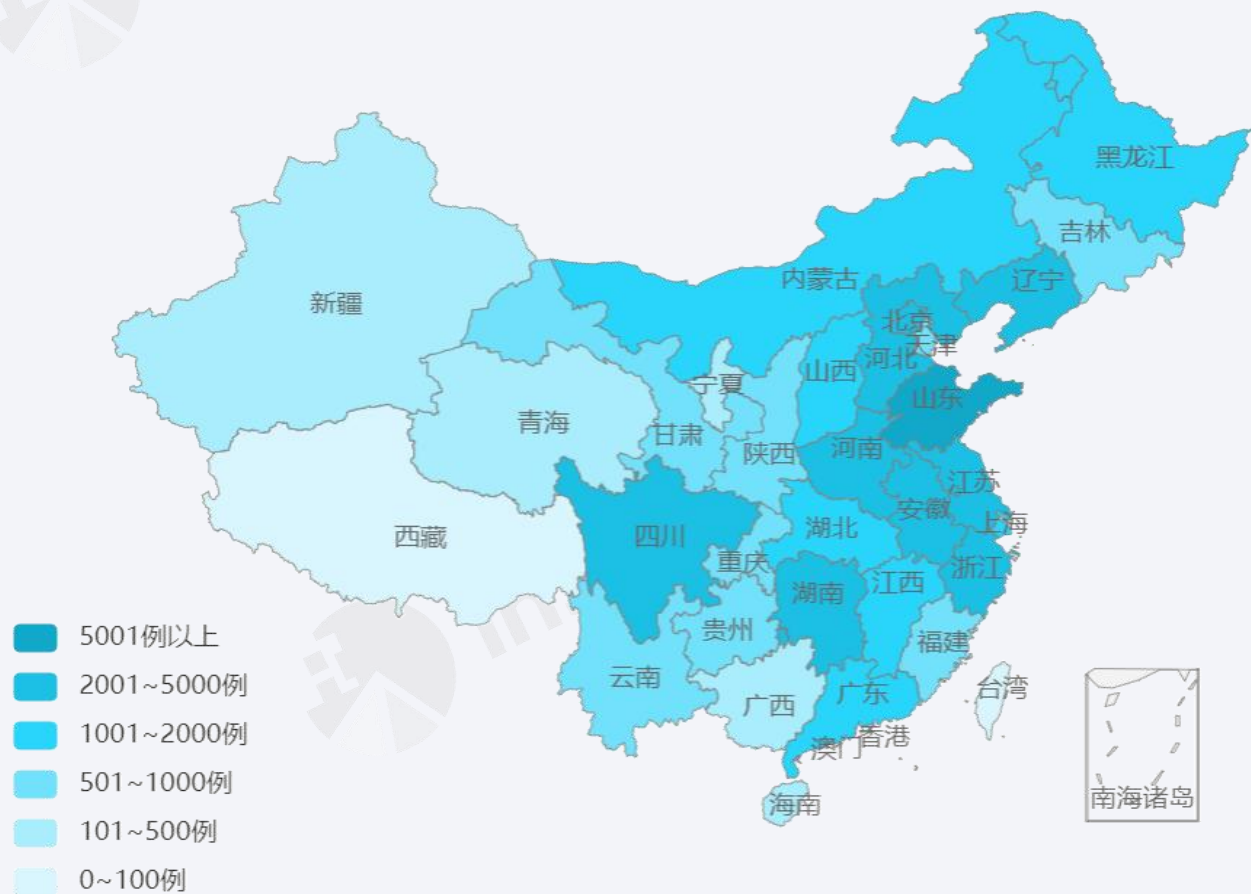 黑龙江
吉林
内蒙古
辽宁
新疆
北京
天津
山西
河北
宁夏
山东
青海
甘肃
陕西
河南
江苏
安徽
上海
西藏
四川
湖北
重庆
浙江
湖南
江西
贵州
福建
云南
广西
广东
台湾
香港
澳门
海南
南海诸岛
5001例以上
2001~5000例
1001~2000例
501~1000例
101~500例
0~100例